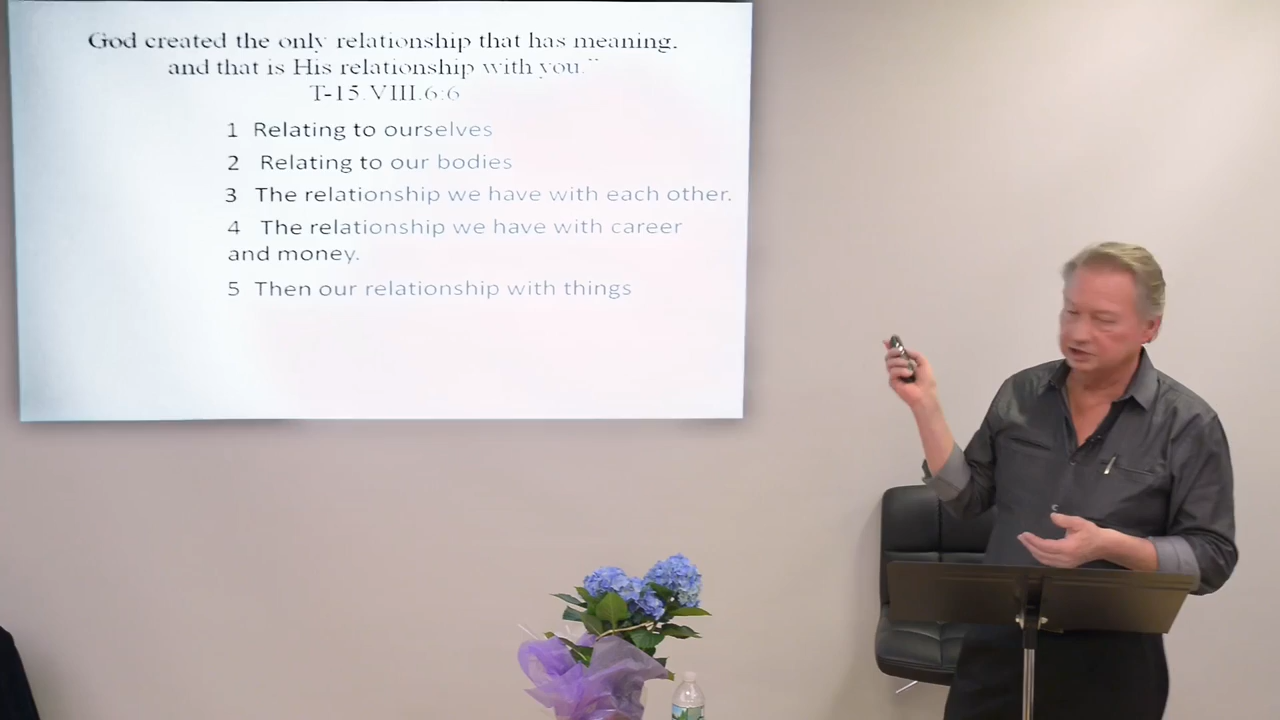 God created the only relationship that has meaning,
and that is His relationship with you."
T-15.VIII.6:6
1 Relating to ourselves
2 Relating to our bodies
3 The relationship we have with each other.
4 The relationship we have with career
and money.
5 Then our relationship with things